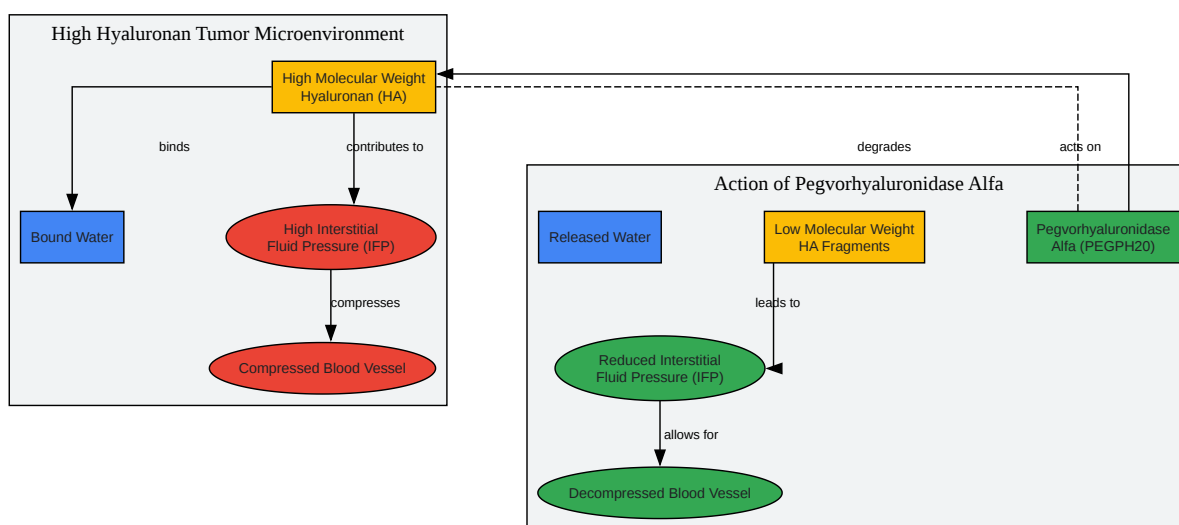 High Hyaluronan Tumor Microenvironment
High Molecular Weight
Hyaluronan (HA)
binds
contributes to
Bound Water
High Interstitial
Fluid Pressure (IFP)
compresses
Compressed Blood Vessel
degrades
acts on
Action of Pegvorhyaluronidase Alfa
Released Water
Low Molecular Weight
HA Fragments
Pegvorhyaluronidase
Alfa (PEGPH20)
leads to
Reduced Interstitial
Fluid Pressure (IFP)
allows for
Decompressed Blood Vessel